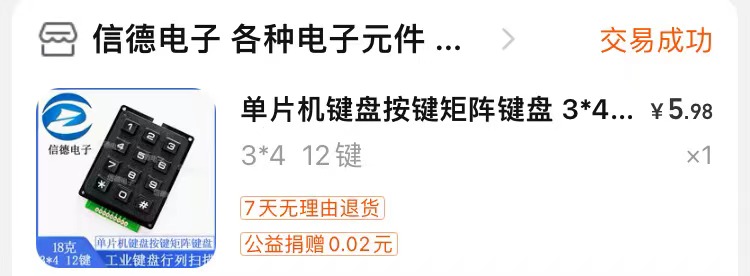 信德电子 各种电子元件 ...
交易成功
单片机键盘按键矩阵键盘 3*4...
¥5.98
3*4 12键
×1
7天无理由退货
公益捐赠0.02元
信德电子
1 2 3
4 5 6
7 8 9
* 0 #
信德电子
18克
3*4 12键
单片机键盘按键矩阵键盘
工业键盘行列扫描